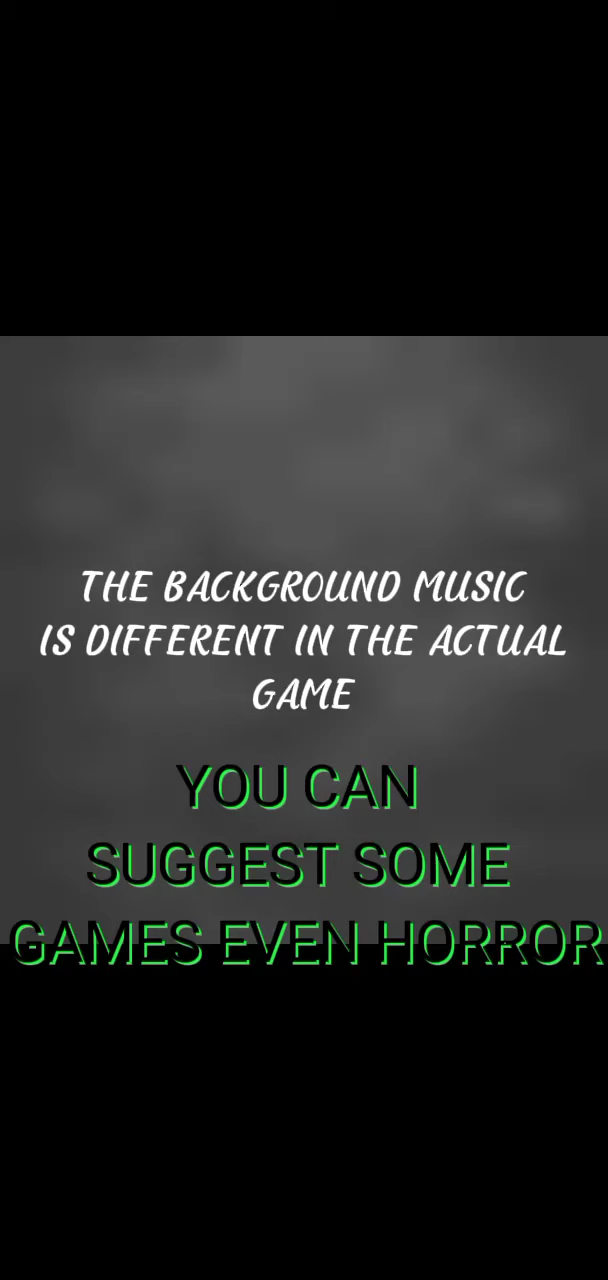 THE BACKGROUND MUSIC
IS DIFFERENT IN THE ACTUAL
GAME
YOU CAN
SUGGEST SOME
GAMES EVEN HORROR